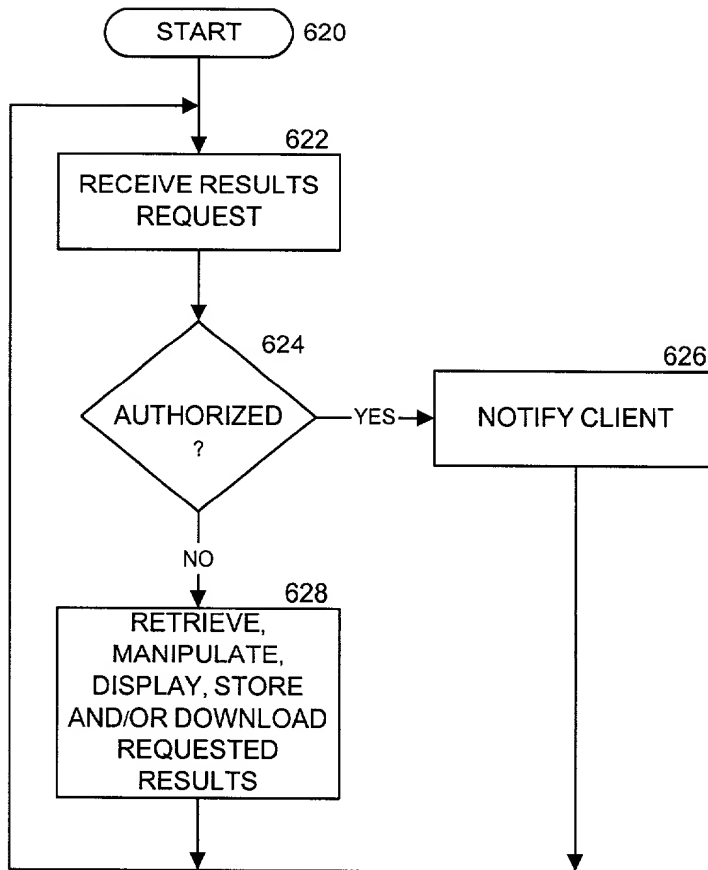 START
620
622
RECEIVE RESULTS
REQUEST
624
AUTHORIZED
?
YES
626
NOTIFY CLIENT
NO
628
RETRIEVE,
MANIPULATE,
DISPLAY, STORE
AND/OR DOWNLOAD
REQUESTED
RESULTS